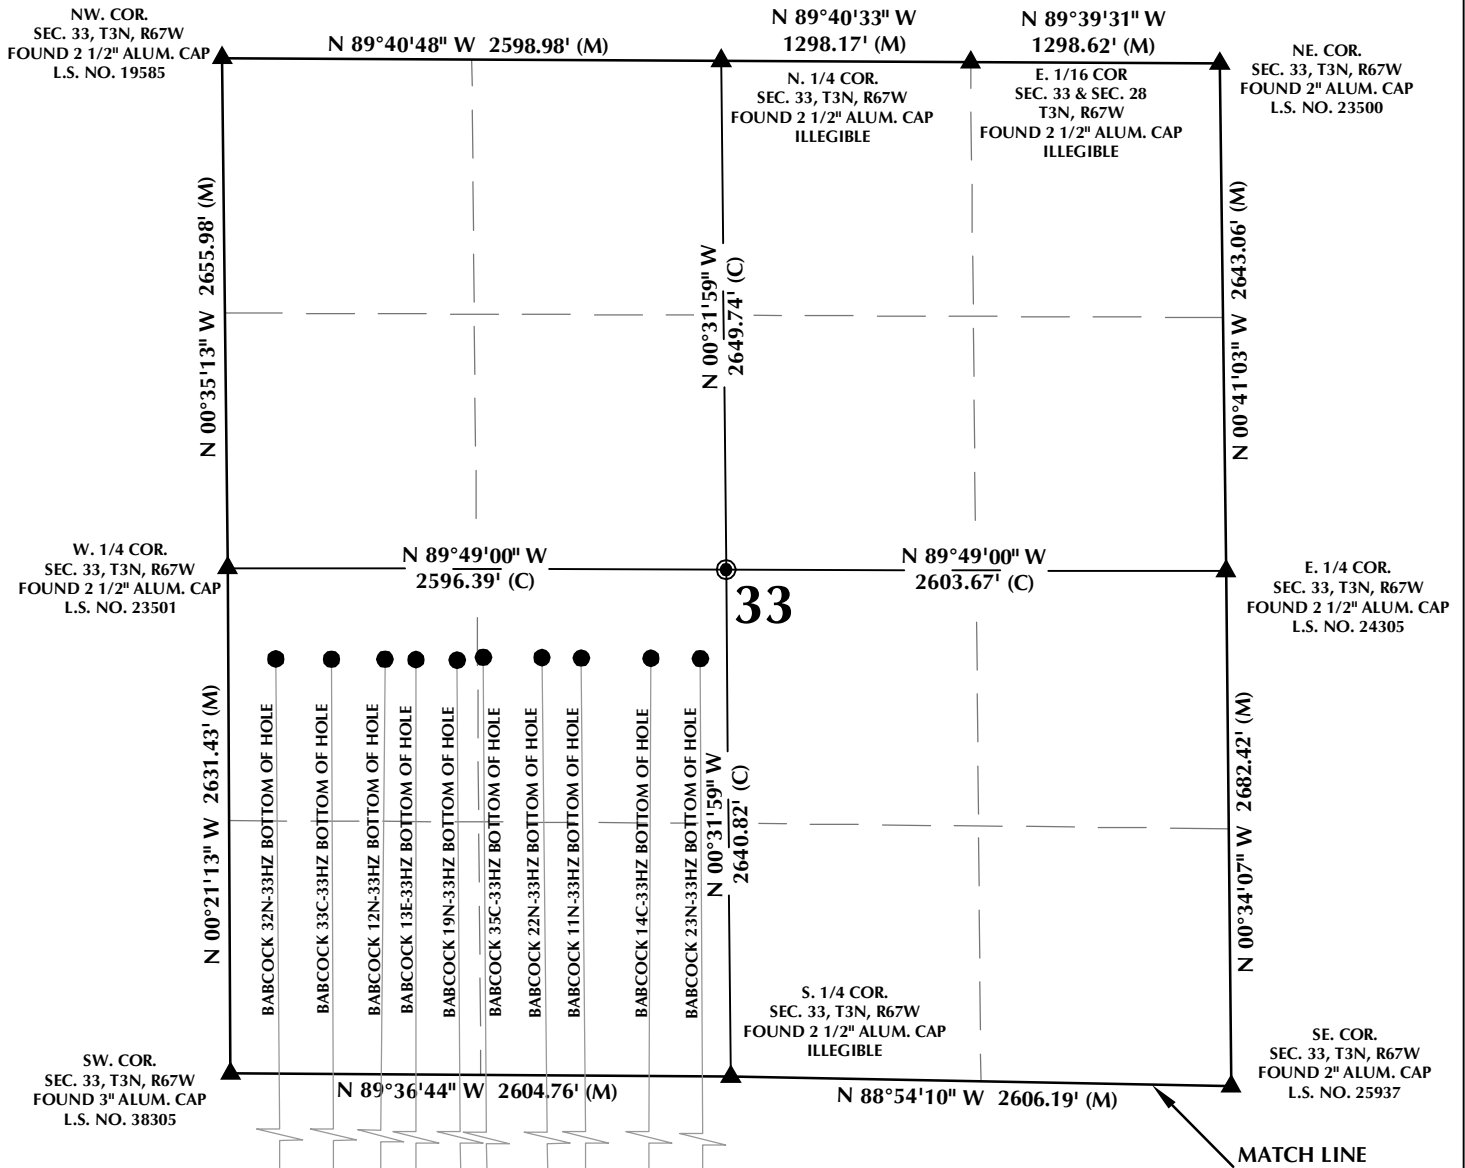 NW. COR.
SEC. 33, T3N, R67W
FOUND 2 1/2" ALUM. CAP
L.S. NO. 19585
N 89°40'48" W 2598.98' (M)
N 89°40'33" W
1298.17' (M)
N 89°39'31" W
1298.62' (M)
NE. COR.
SEC. 33, T3N, R67W
FOUND 2" ALUM. CAP
L.S. NO. 23500
N. 1/4 COR.
SEC. 33, T3N, R67W
FOUND 2 1/2" ALUM. CAP
ILLEGIBLE
E. 1/16 COR
SEC. 33 & SEC. 28
T3N, R67W
FOUND 2 1/2" ALUM. CAP
ILLEGIBLE
N 00°35'13" W 2655.98' (M)
N 00°31'59" W
2649.74' (C)
N 00°41'03" W 2643.06' (M)
W. 1/4 COR.
SEC. 33, T3N, R67W
FOUND 2 1/2" ALUM. CAP
L.S. NO. 23501
N 89°49'00" W
2596.39' (C)
N 89°49'00" W
2603.67' (C)
33
E. 1/4 COR.
SEC. 33, T3N, R67W
FOUND 2 1/2" ALUM. CAP
L.S. NO. 24305
N 00°21'13" W 2631.43' (M)
BABCOCK 32N-33HZ BOTTOM OF HOLE
BABCOCK 33C-33HZ BOTTOM OF HOLE
BABCOCK 12N-33HZ BOTTOM OF HOLE
BABCOCK 13E-33HZ BOTTOM OF HOLE
BABCOCK 19N-33HZ BOTTOM OF HOLE
BABCOCK 35C-33HZ BOTTOM OF HOLE
BABCOCK 22N-33HZ BOTTOM OF HOLE
BABCOCK 11N-33HZ BOTTOM OF HOLE
BABCOCK 14C-33HZ BOTTOM OF HOLE
BABCOCK 23N-33HZ BOTTOM OF HOLE
N 00°31'59" W
2640.82' (C)
N 00°34'07" W 2682.42' (M)
S. 1/4 COR.
SEC. 33, T3N, R67W
FOUND 2 1/2" ALUM. CAP
ILLEGIBLE
SW. COR.
SEC. 33, T3N, R67W
FOUND 3" ALUM. CAP
L.S. NO. 38305
N 89°36'44" W 2604.76' (M)
N 88°54'10" W 2606.19' (M)
SE. COR.
SEC. 33, T3N, R67W
FOUND 2" ALUM. CAP
L.S. NO. 25937
MATCH LINE